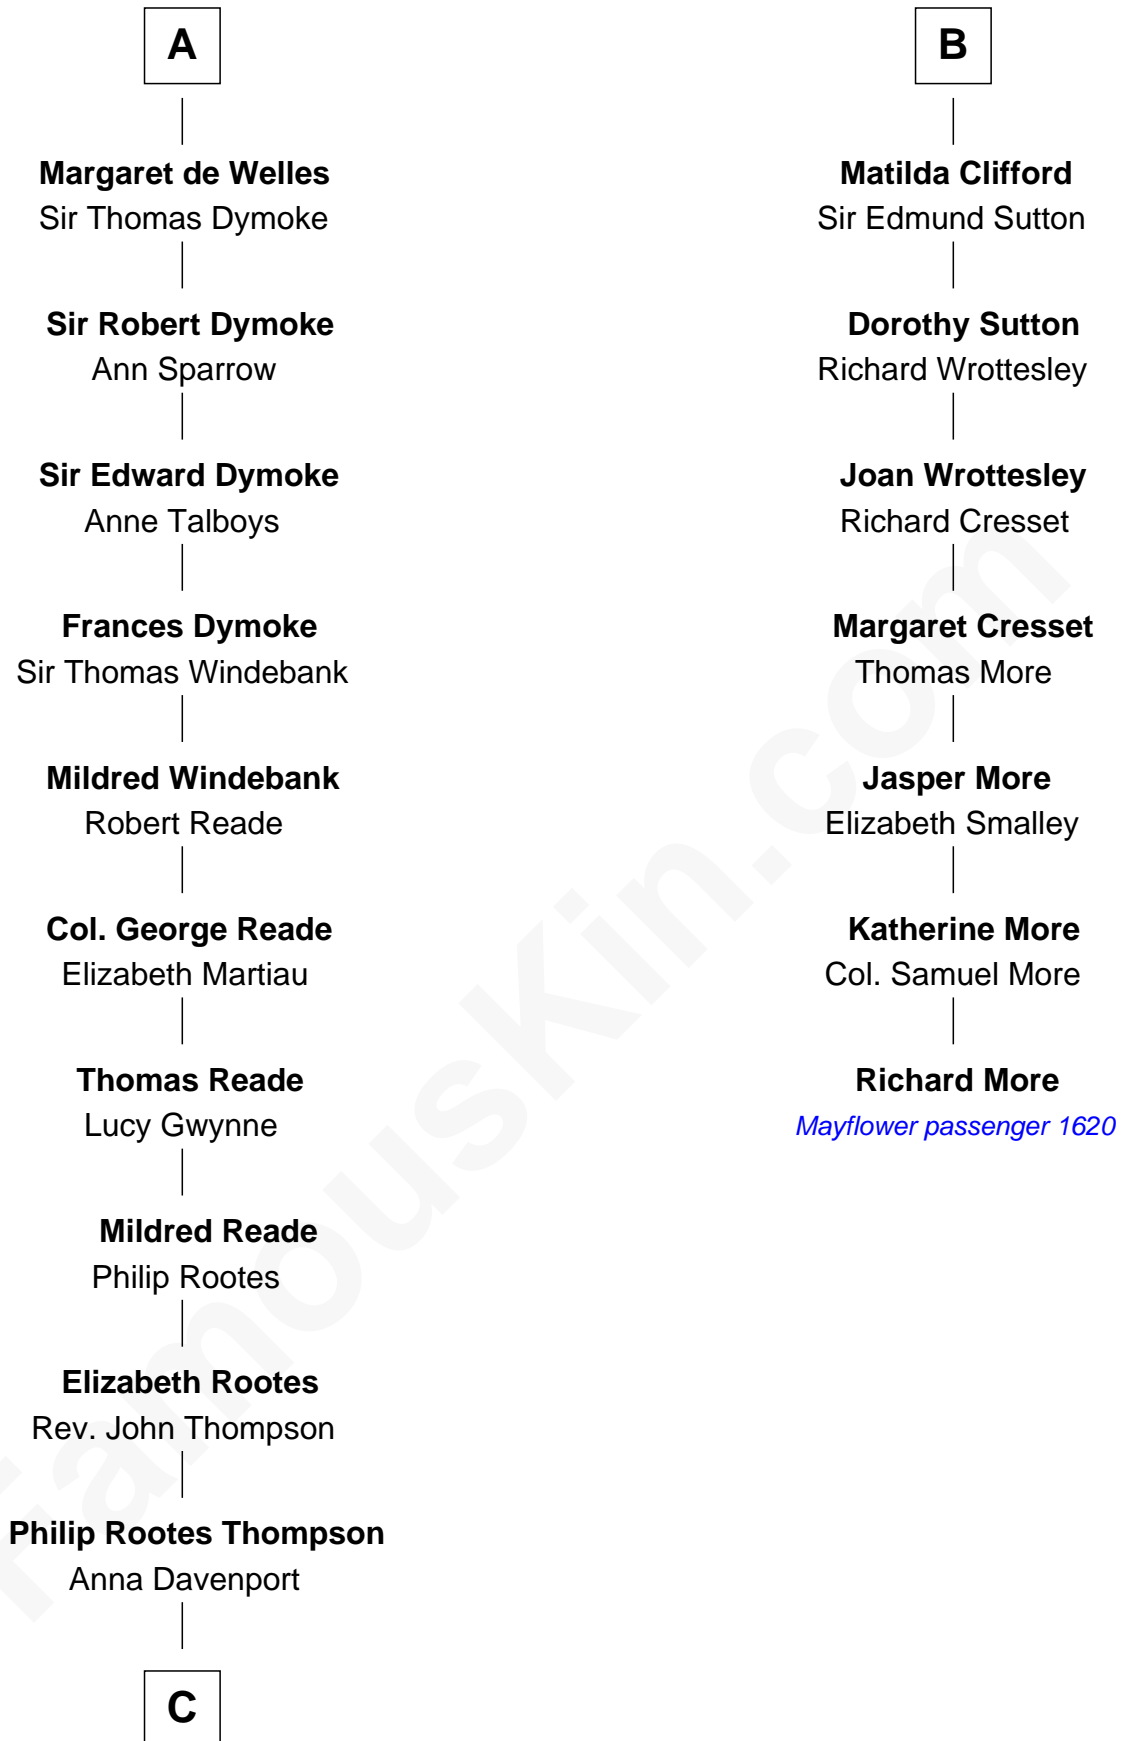 A
Margaret de Welles
Sir Thomas Dymoke
Sir Robert Dymoke
Ann Sparrow
Sir Edward Dymoke
Anne Talboys
Frances Dymoke
Sir Thomas Windebank
Mildred Windebank
Robert Reade
Col. George Reade
Elizabeth Martiau
Thomas Reade
Lucy Gwynne
Mildred Reade
Philip Rootes
Elizabeth Rootes
Rev. John Thompson
Philip Rootes Thompson
Anna Davenport
C
B
Matilda Clifford
Sir Edmund Sutton
Dorothy Sutton
Richard Wrottesley
Joan Wrottesley
Richard Cresset
Margaret Cresset
Thomas More
Jasper More
Elizabeth Smalley
Katherine More
Col. Samuel More
Richard More
Mayflower passenger 1620
FamousKin.com